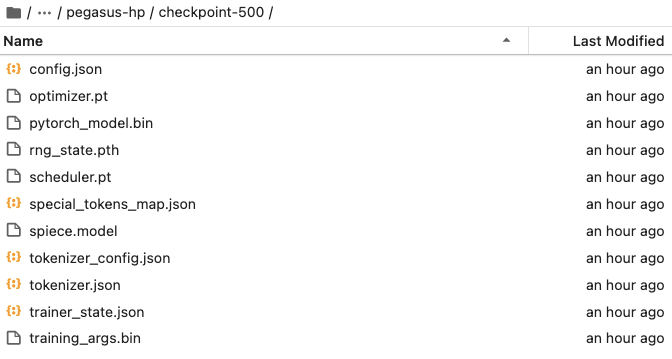 / ··· / pegasus-hp / checkpoint-500 /
Name Last Modified
config.json an hour ago
optimizer.pt an hour ago
pytorch_model.bin an hour ago
rng_state.pth an hour ago
scheduler.pt an hour ago
special_tokens_map.json an hour ago
spiece.model an hour ago
tokenizer_config.json an hour ago
tokenizer.json an hour ago
trainer_state.json an hour ago
training_args.bin an hour ago